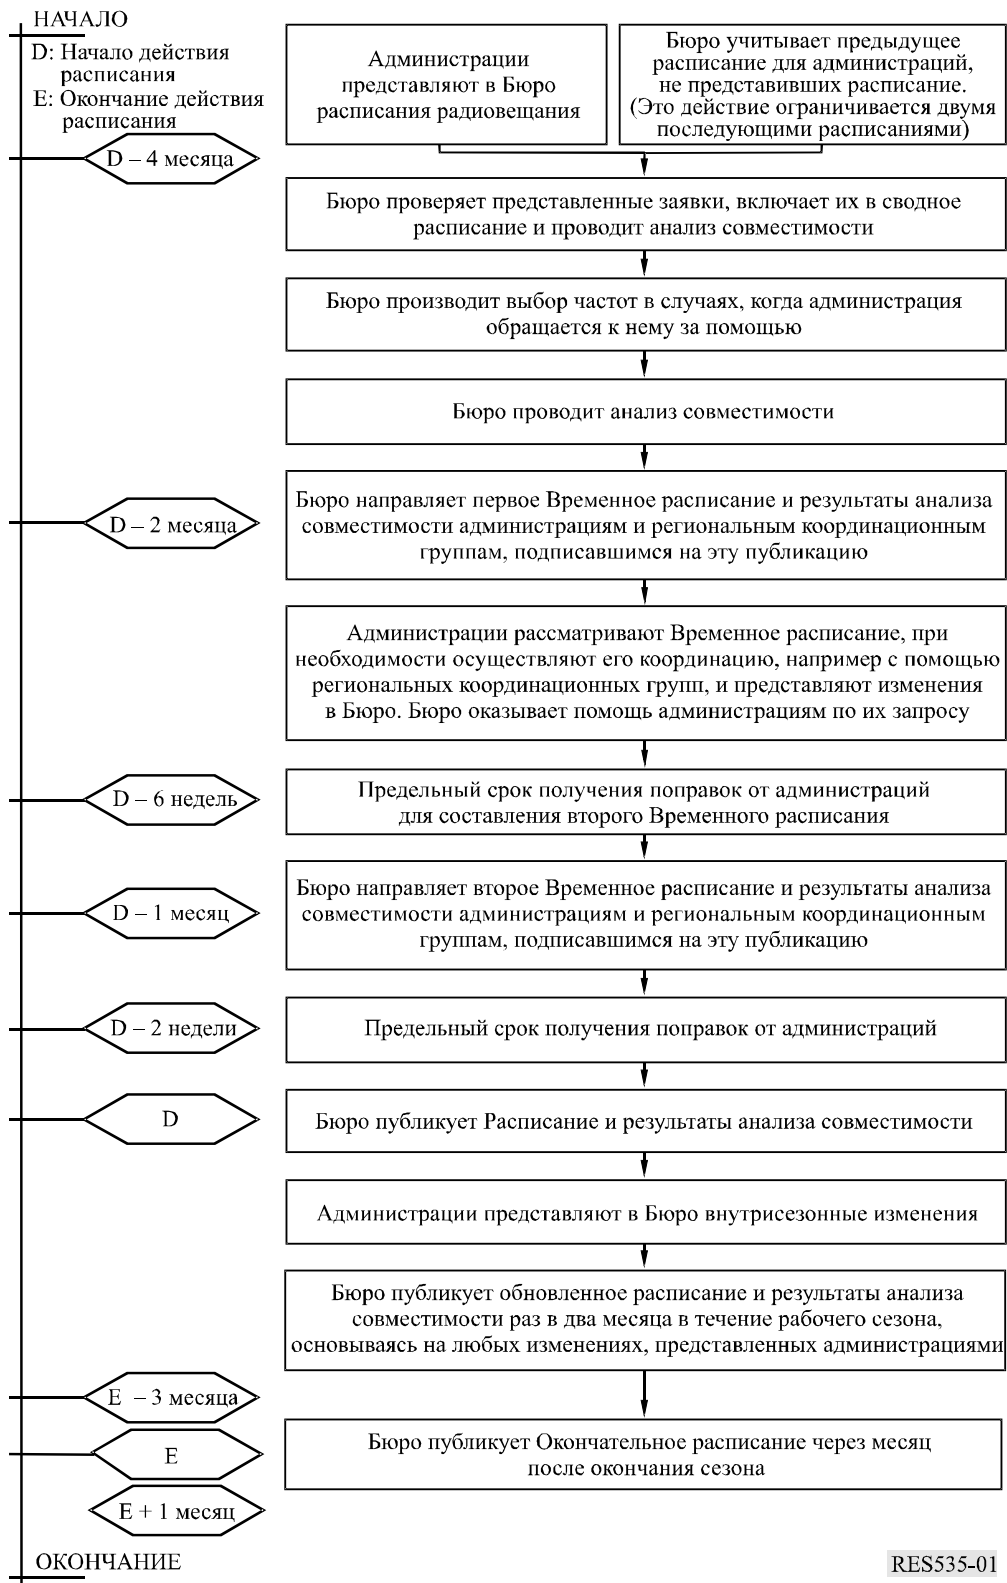 НАЧАЛО
D: Начало действия
расписания
E: Окончание действия
расписания
Администрации
представляют в Бюро
расписания радиовещания
Бюро учитывает предыдущее
расписание для администраций,
не представивших расписание.
(Это действие ограничивается двумя
последующими расписаниями)
D – 4 месяца
Бюро проверяет представленные заявки, включает их в сводное
расписание и проводит анализ совместимости
Бюро производит выбор частот в случаях, когда администрация
обращается к нему за помощью
Бюро проводит анализ совместимости
D – 2 месяца
Бюро направляет первое Временное расписание и результаты анализа
совместимости администрациям и региональным координационным
группам, подписавшимся на эту публикацию
Администрации рассматривают Временное расписание, при
необходимости осуществляют его координацию, например с помощью
региональных координационных групп, и представляют изменения
в Бюро. Бюро оказывает помощь администрациям по их запросу
D – 6 недель
Предельный срок получения поправок от администраций
для составления второго Временного расписания
D – 1 месяц
Бюро направляет второе Временное расписание и результаты анализа
совместимости администрациям и региональным координационным
группам, подписавшимся на эту публикацию
D – 2 недели
Предельный срок получения поправок от администраций
D
Бюро публикует Расписание и результаты анализа совместимости
Администрации представляют в Бюро внутрисезонные изменения
Бюро публикует обновленное расписание и результаты анализа
совместимости раз в два месяца в течение рабочего сезона,
основываясь на любых изменениях, представленных администрациями
E – 3 месяца
E
Бюро публикует Окончательное расписание через месяц
после окончания сезона
E + 1 месяц
ОКОНЧАНИЕ
RES535-01